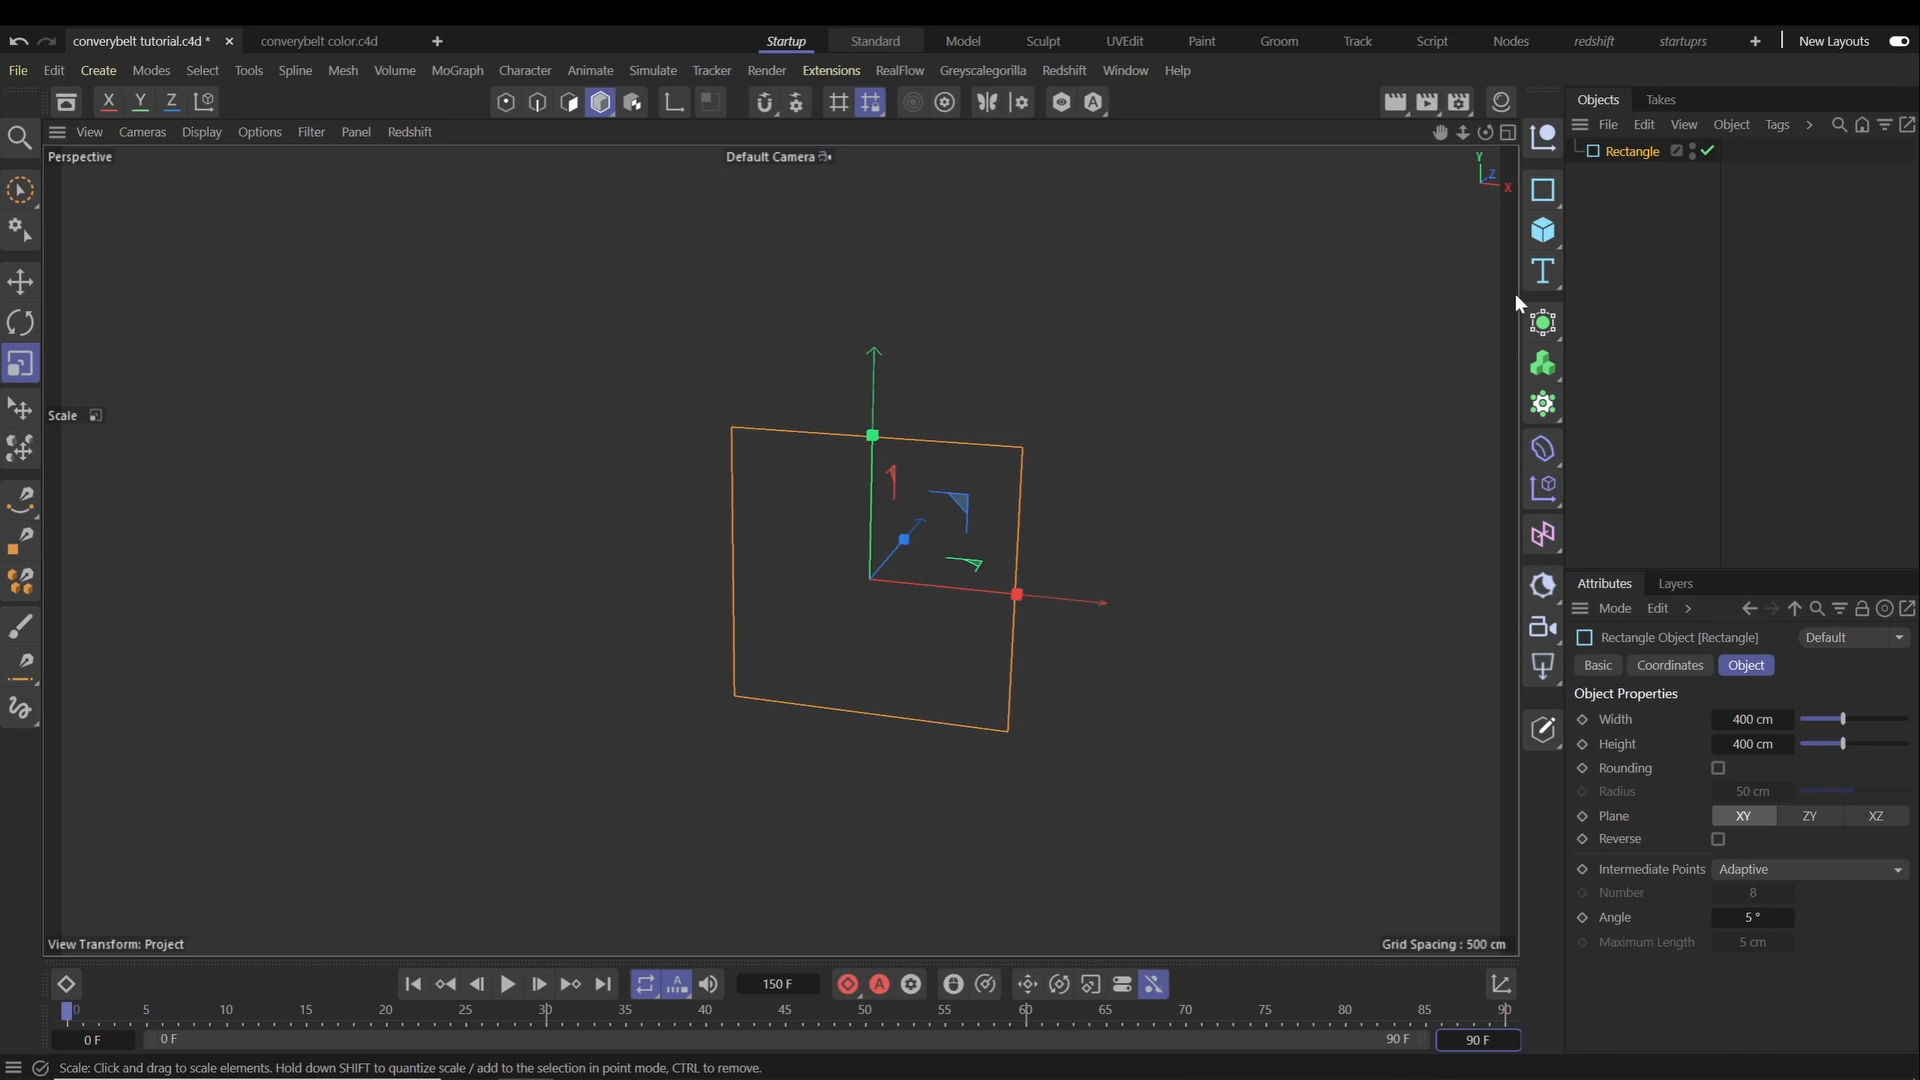 converybelt tutorial.c4d * converybelt color.c4d Startup Standard Model Sculpt UVEdit Paint Groom Track Script Nodes redshift startuprs New Layouts
File Edit Create Modes Select Tools Spline Mesh Volume MoGraph Character Animate Simulate Tracker Render Extensions RealFlow Greyscalegorilla Redshift Window Help
X Y Z
Objects Takes
View Cameras Display Options Filter Panel Redshift
File Edit View Object Tags
Perspective Default Camera
Y Z X
Rectangle
Scale
Attributes Layers
Mode Edit
Rectangle Object [Rectangle] Default
Basic Coordinates Object
Object Properties
Width 400 cm
Height 400 cm
Rounding
Radius 50 cm
Plane XY ZY XZ
Reverse
Intermediate Points Adaptive
Number 8
Angle 5 °
Maximum Length 5 cm
View Transform: Project Grid Spacing : 500 cm
150 F
0 5 10 15 20 25 30 35 40 45 50 55 60 65 70 75 80 85 90
0 F 0 F 90 F 90 F
Scale: Click and drag to scale elements. Hold down SHIFT to quantize scale / add to the selection in point mode, CTRL to remove.